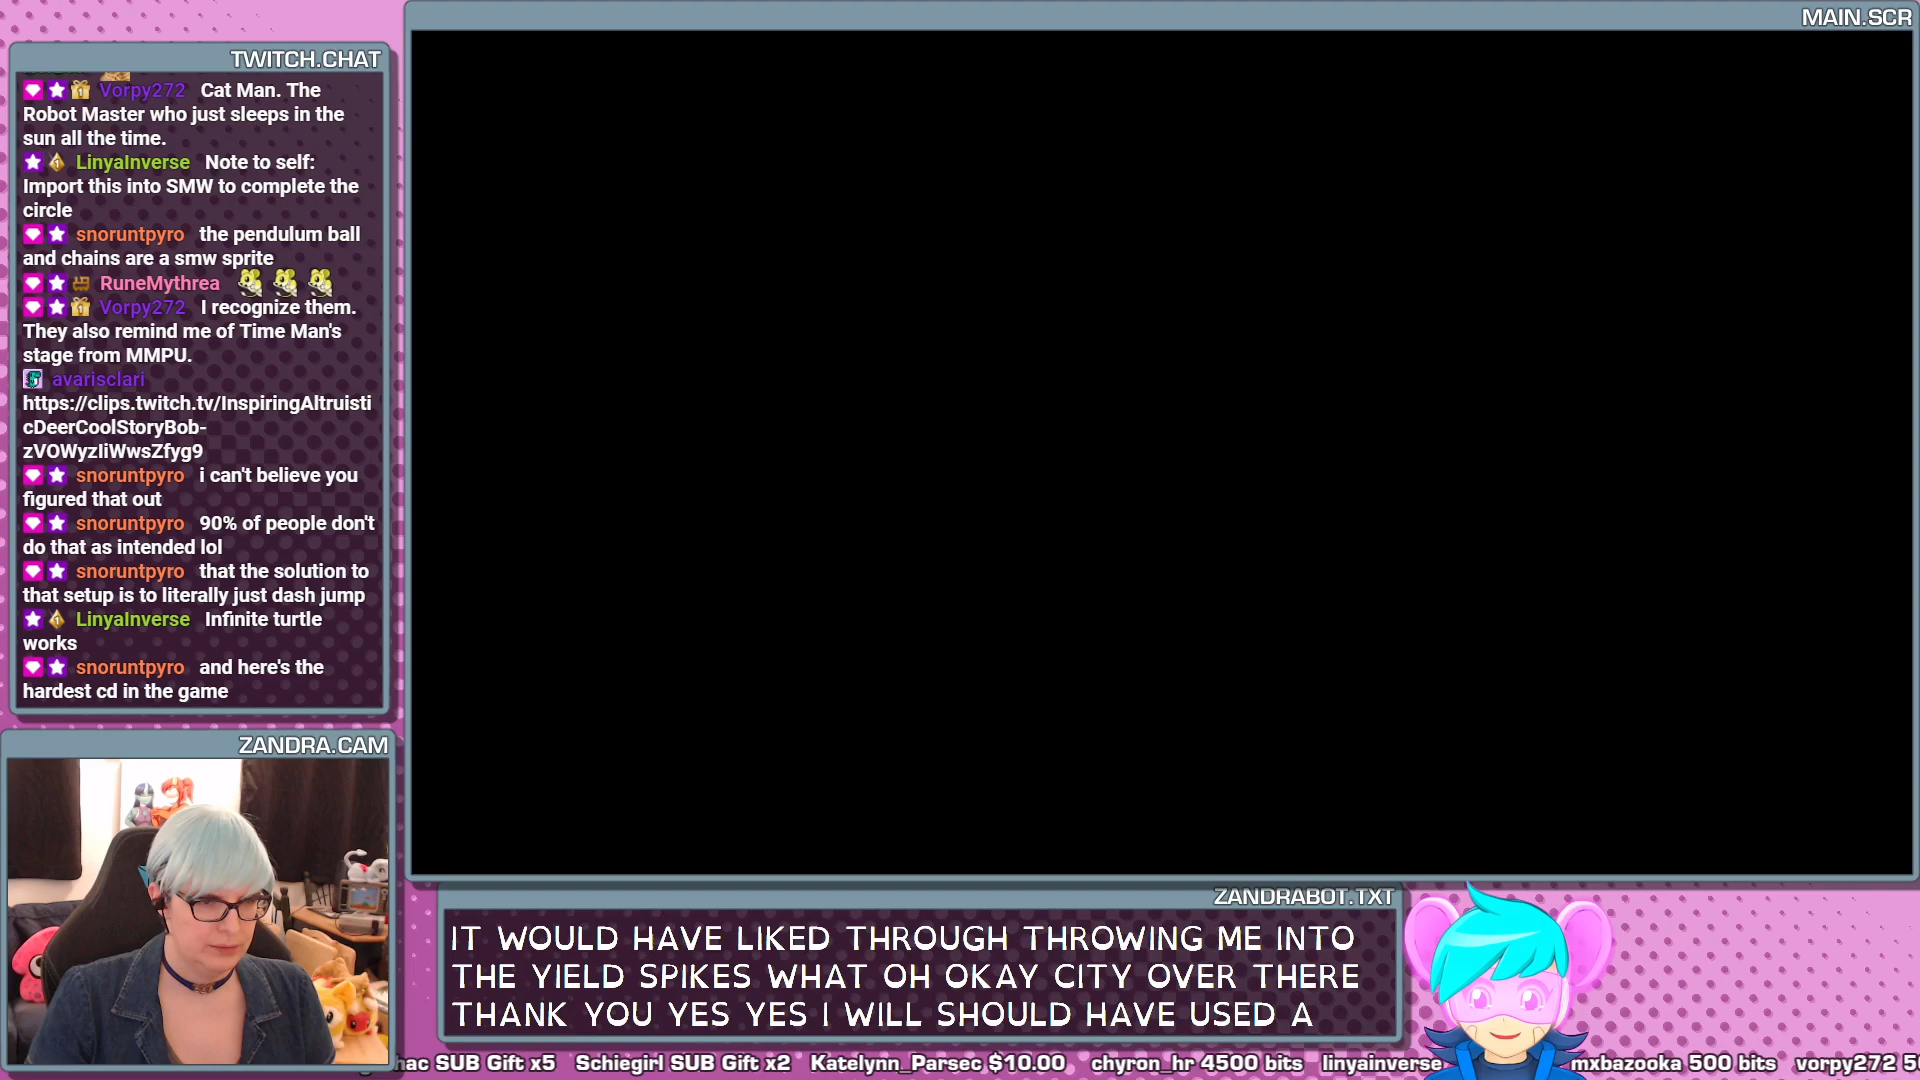 MAIN.SCR
TWITCH.CHAT
Vorpy272 Cat Man. The
Robot Master who just sleeps in the
sun all the time.
LinyaInverse Note to self:
Import this into SMW to complete the
circle
snoruntpyro the pendulum ball
and chains are a smw sprite
RuneMythrea
Vorpy272 I recognize them.
They also remind me of Time Man's
stage from MMPU.
avarisclari
https://clips.twitch.tv/InspiringAltruisti
cDeerCoolStoryBob-
zVOWyzIiWwsZfyg9
snoruntpyro i can't believe you
figured that out
snoruntpyro 90% of people don't
do that as intended lol
snoruntpyro that the solution to
that setup is to literally just dash jump
LinyaInverse Infinite turtle
works
snoruntpyro and here's the
hardest cd in the game
ZANDRA.CAM
ZANDRABOT.TXT
IT WOULD HAVE LIKED THROUGH THROWING ME INTO
THE YIELD SPIKES WHAT OH OKAY CITY OVER THERE
THANK YOU YES YES I WILL SHOULD HAVE USED A
SUB Gift x5 Schiegirl SUB Gift x2 Katelynn_Parsec $10.00 chyron_hr 4500 bits linyainverse mxbazooka 500 bits vorpy272